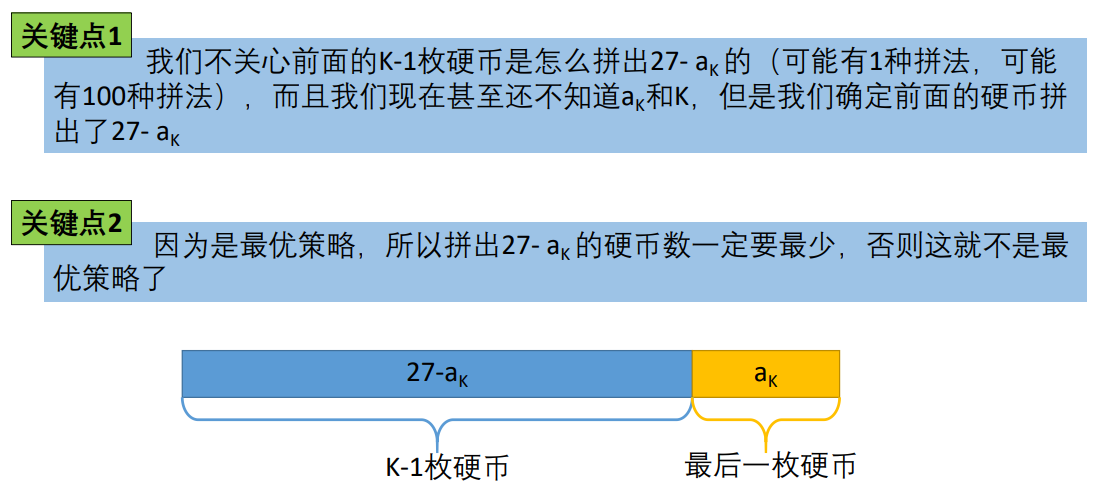 关键点1
我们不关心前面的K-1枚硬币是怎么拼出27- aK的（可能有1种拼法，可能
有100种拼法），而且我们现在甚至还不知道aK和K，但是我们确定前面的硬币拼
出了27- aK
关键点2
因为是最优策略，所以拼出27- aK的硬币数一定要最少，否则这就不是最
优策略了
27-aK
aK
K-1枚硬币
最后一枚硬币